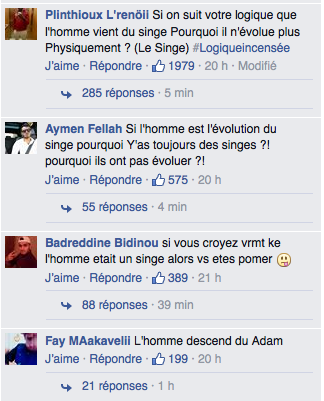 Plinthioux L'renöii Si on suit votre logique que
l'homme vient du singe Pourquoi il n'évolue plus
Physiquement ? (Le Singe) #Logiqueincensée
J'aime · Répondre · 1979 · 20 h · Modifié
285 réponses · 5 min
Aymen Fellah Si l'homme est l'évolution du
singe pourquoi Y'as toujours des singes ?!
pourquoi ils ont pas évoluer ?!
J'aime · Répondre · 575 · 20 h
55 réponses · 4 min
Badreddine Bidinou si vous croyez vrmt ke
l'homme etait un singe alors vs etes pomer
J'aime · Répondre · 389 · 21 h
88 réponses · 39 min
Fay MAakavelii L'homme descend du Adam
J'aime · Répondre · 199 · 20 h
21 réponses · 1 h